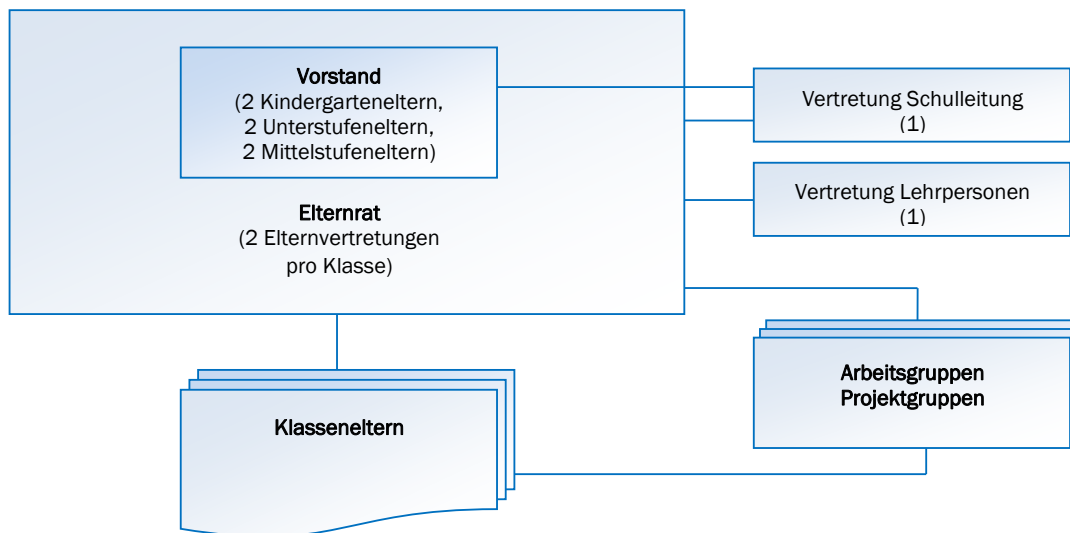 Vorstand
(2 Kindergarteneltern,
2 Unterstufeneltern,
2 Mittelstufeneltern)
Elternrat
(2 Elternvertretungen
pro Klasse)
Vertretung Schulleitung
(1)
Vertretung Lehrpersonen
(1)
Arbeitsgruppen
Projektgruppen
Klasseneltern